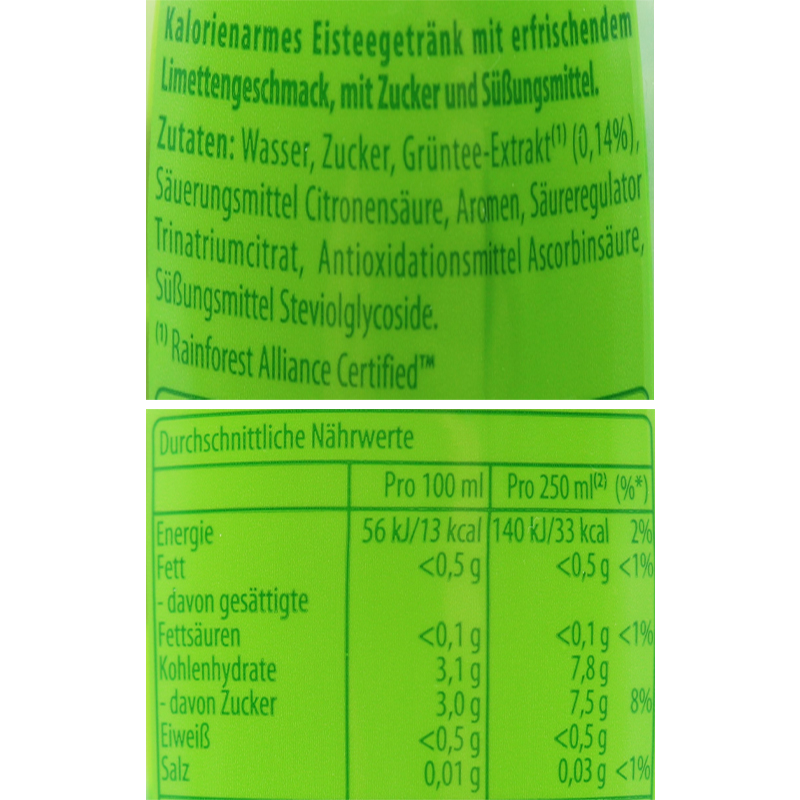 Kalorienarmes Eisteegetränk mit erfrischendem
Limettengeschmack, mit Zucker und Süßungsmittel.
Zutaten: Wasser, Zucker, Grüntee-Extrakt⁽¹⁾ (0,14%),
Säuerungsmittel Citronensäure, Aromen, Säureregulator
Trinatriumcitrat, Antioxidationsmittel Ascorbinsäure,
Süßungsmittel Steviolglycoside.
⁽¹⁾ Rainforest Alliance Certified™
Durchschnittliche Nährwerte
Pro 100 ml Pro 250 ml⁽²⁾ (%*)
Energie 56 kJ/13 kcal 140 kJ/33 kcal 2%
Fett <0,5 g <0,5 g <1%
- davon gesättigte
Fettsäuren <0,1 g <0,1 g <1%
Kohlenhydrate 3,1 g 7,8 g
- davon Zucker 3,0 g 7,5 g 8%
Eiweiß <0,5 g <0,5 g
Salz 0,01 g 0,03 g <1%